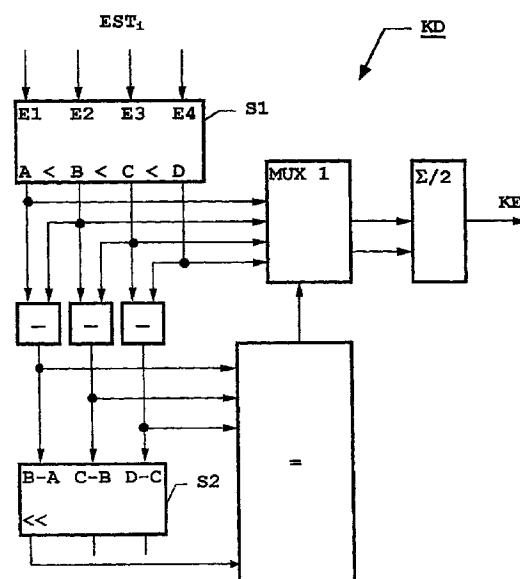 EST₁
KD
E1 E2 E3 E4
S1
A < B < C < D
MUX 1
Σ/2
KE
− − −
B-A C-B D-C
S2
<<
=